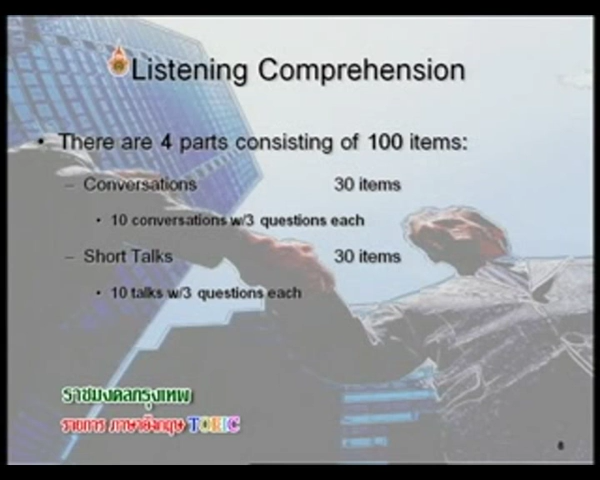 Listening Comprehension
• There are 4 parts consisting of 100 items:
– Conversations 30 items
• 10 conversations w/3 questions each
– Short Talks 30 items
• 10 talks w/3 questions each
ราชมงคลกรุงเทพ
รายการ ภาษาอังกฤษ TOEIC
8